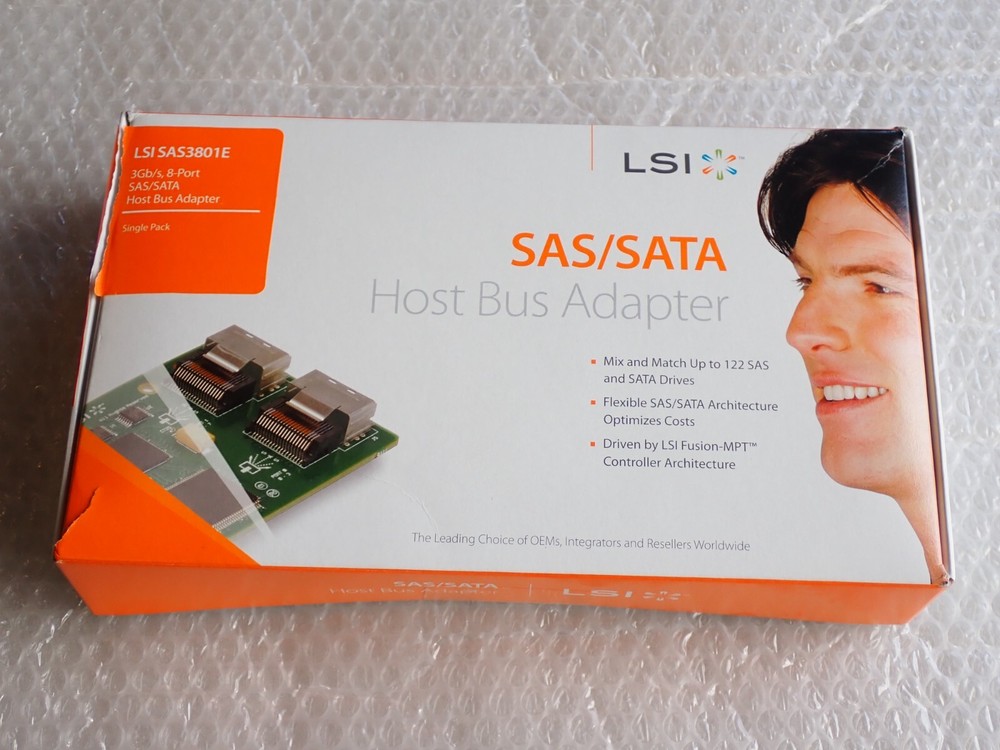 LSI SAS3801E
3Gb/s, 8-Port
SAS/SATA
Host Bus Adapter
Single Pack
LSI
SAS/SATA
Host Bus Adapter
Mix and Match Up to 122 SAS
and SATA Drives
Flexible SAS/SATA Architecture
Optimizes Costs
Driven by LSI Fusion-MPT™
Controller Architecture
The Leading Choice of OEMs, Integrators and Resellers Worldwide
SAS/SATA
Host Bus Adapter
LSI